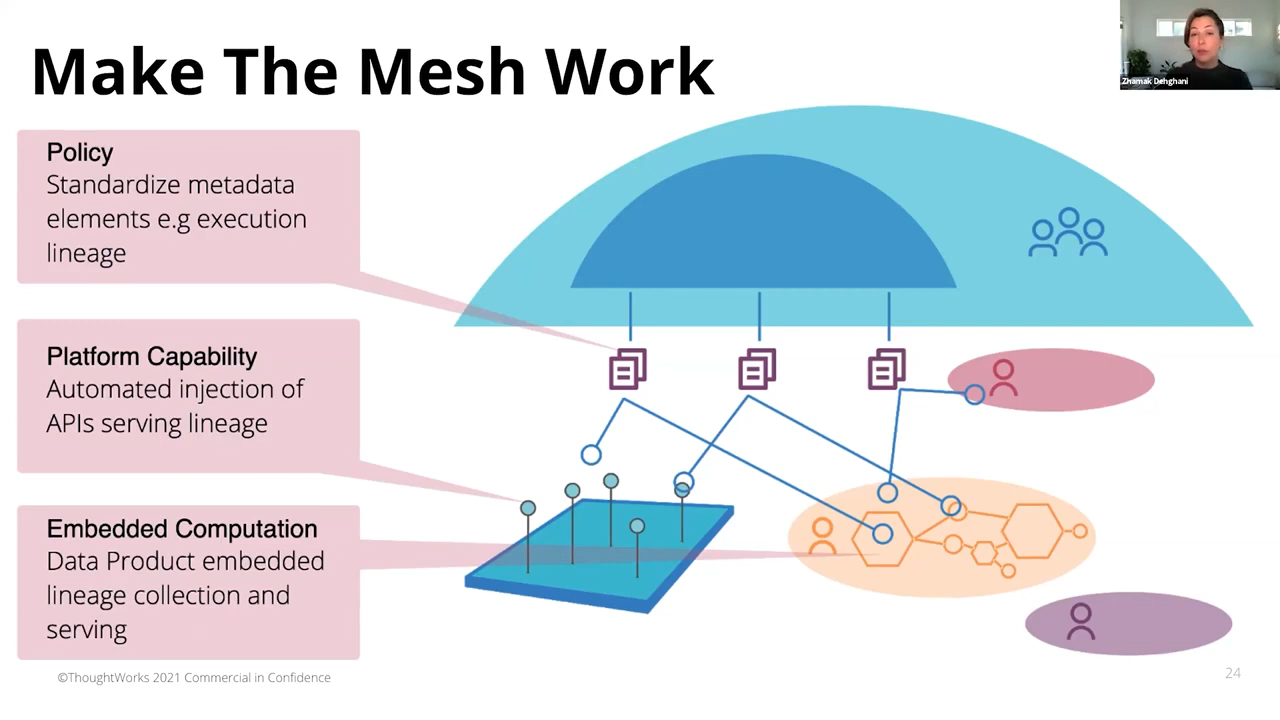 Make The Mesh Work
Zhamak Dehghani
Policy
Standardize metadata
elements e.g execution
lineage
Platform Capability
Automated injection of
APIs serving lineage
Embedded Computation
Data Product embedded
lineage collection and
serving
©ThoughtWorks 2021 Commercial in Confidence
24